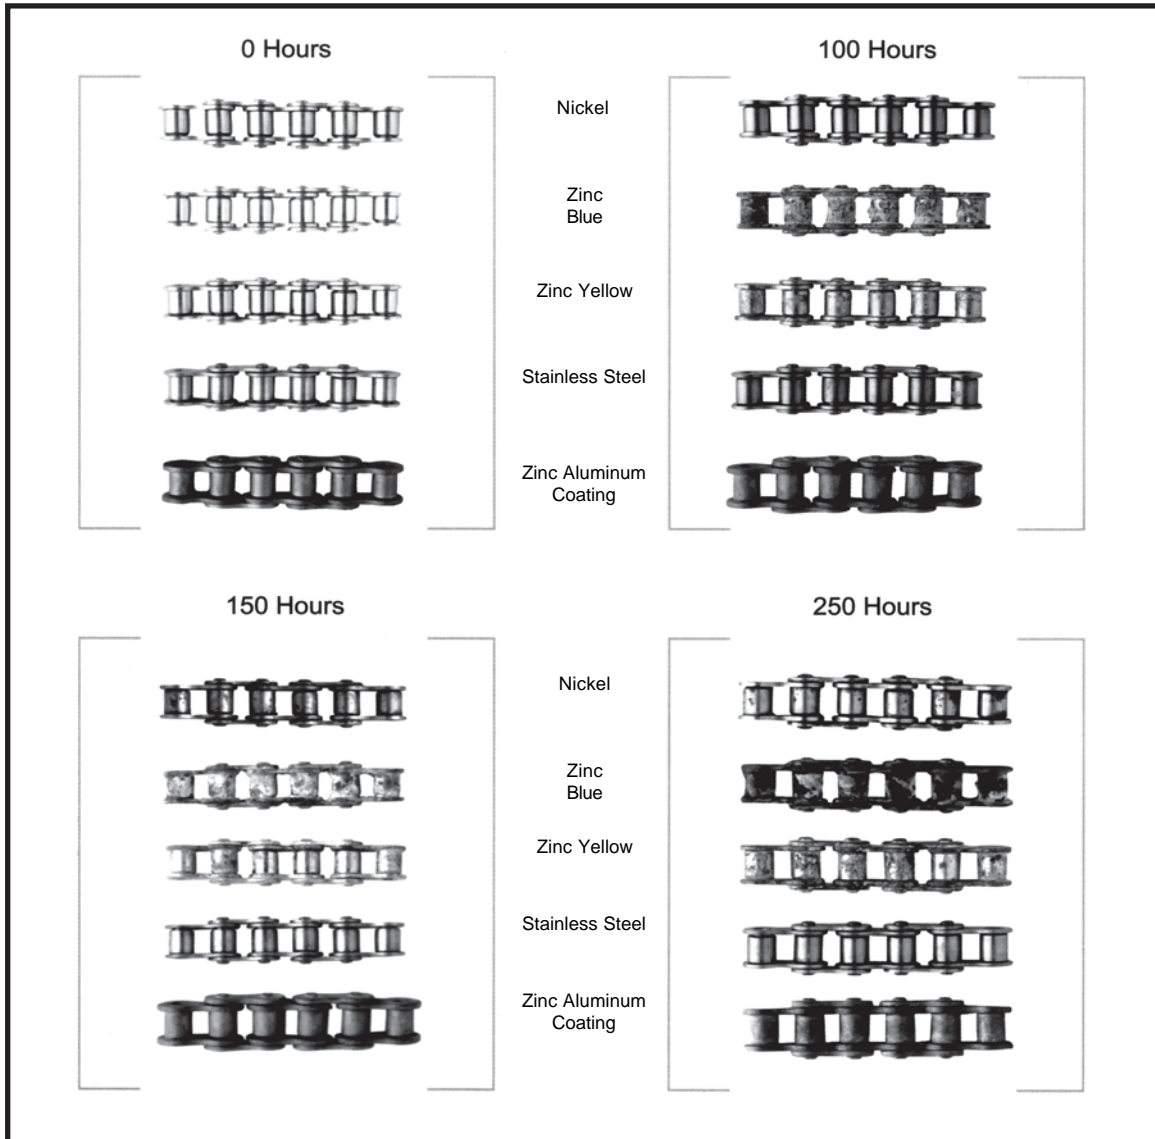 0 Hours
100 Hours
Nickel
Zinc
Blue
Zinc Yellow
Stainless Steel
Zinc Aluminum
Coating
150 Hours
250 Hours
Nickel
Zinc
Blue
Zinc Yellow
Stainless Steel
Zinc Aluminum
Coating